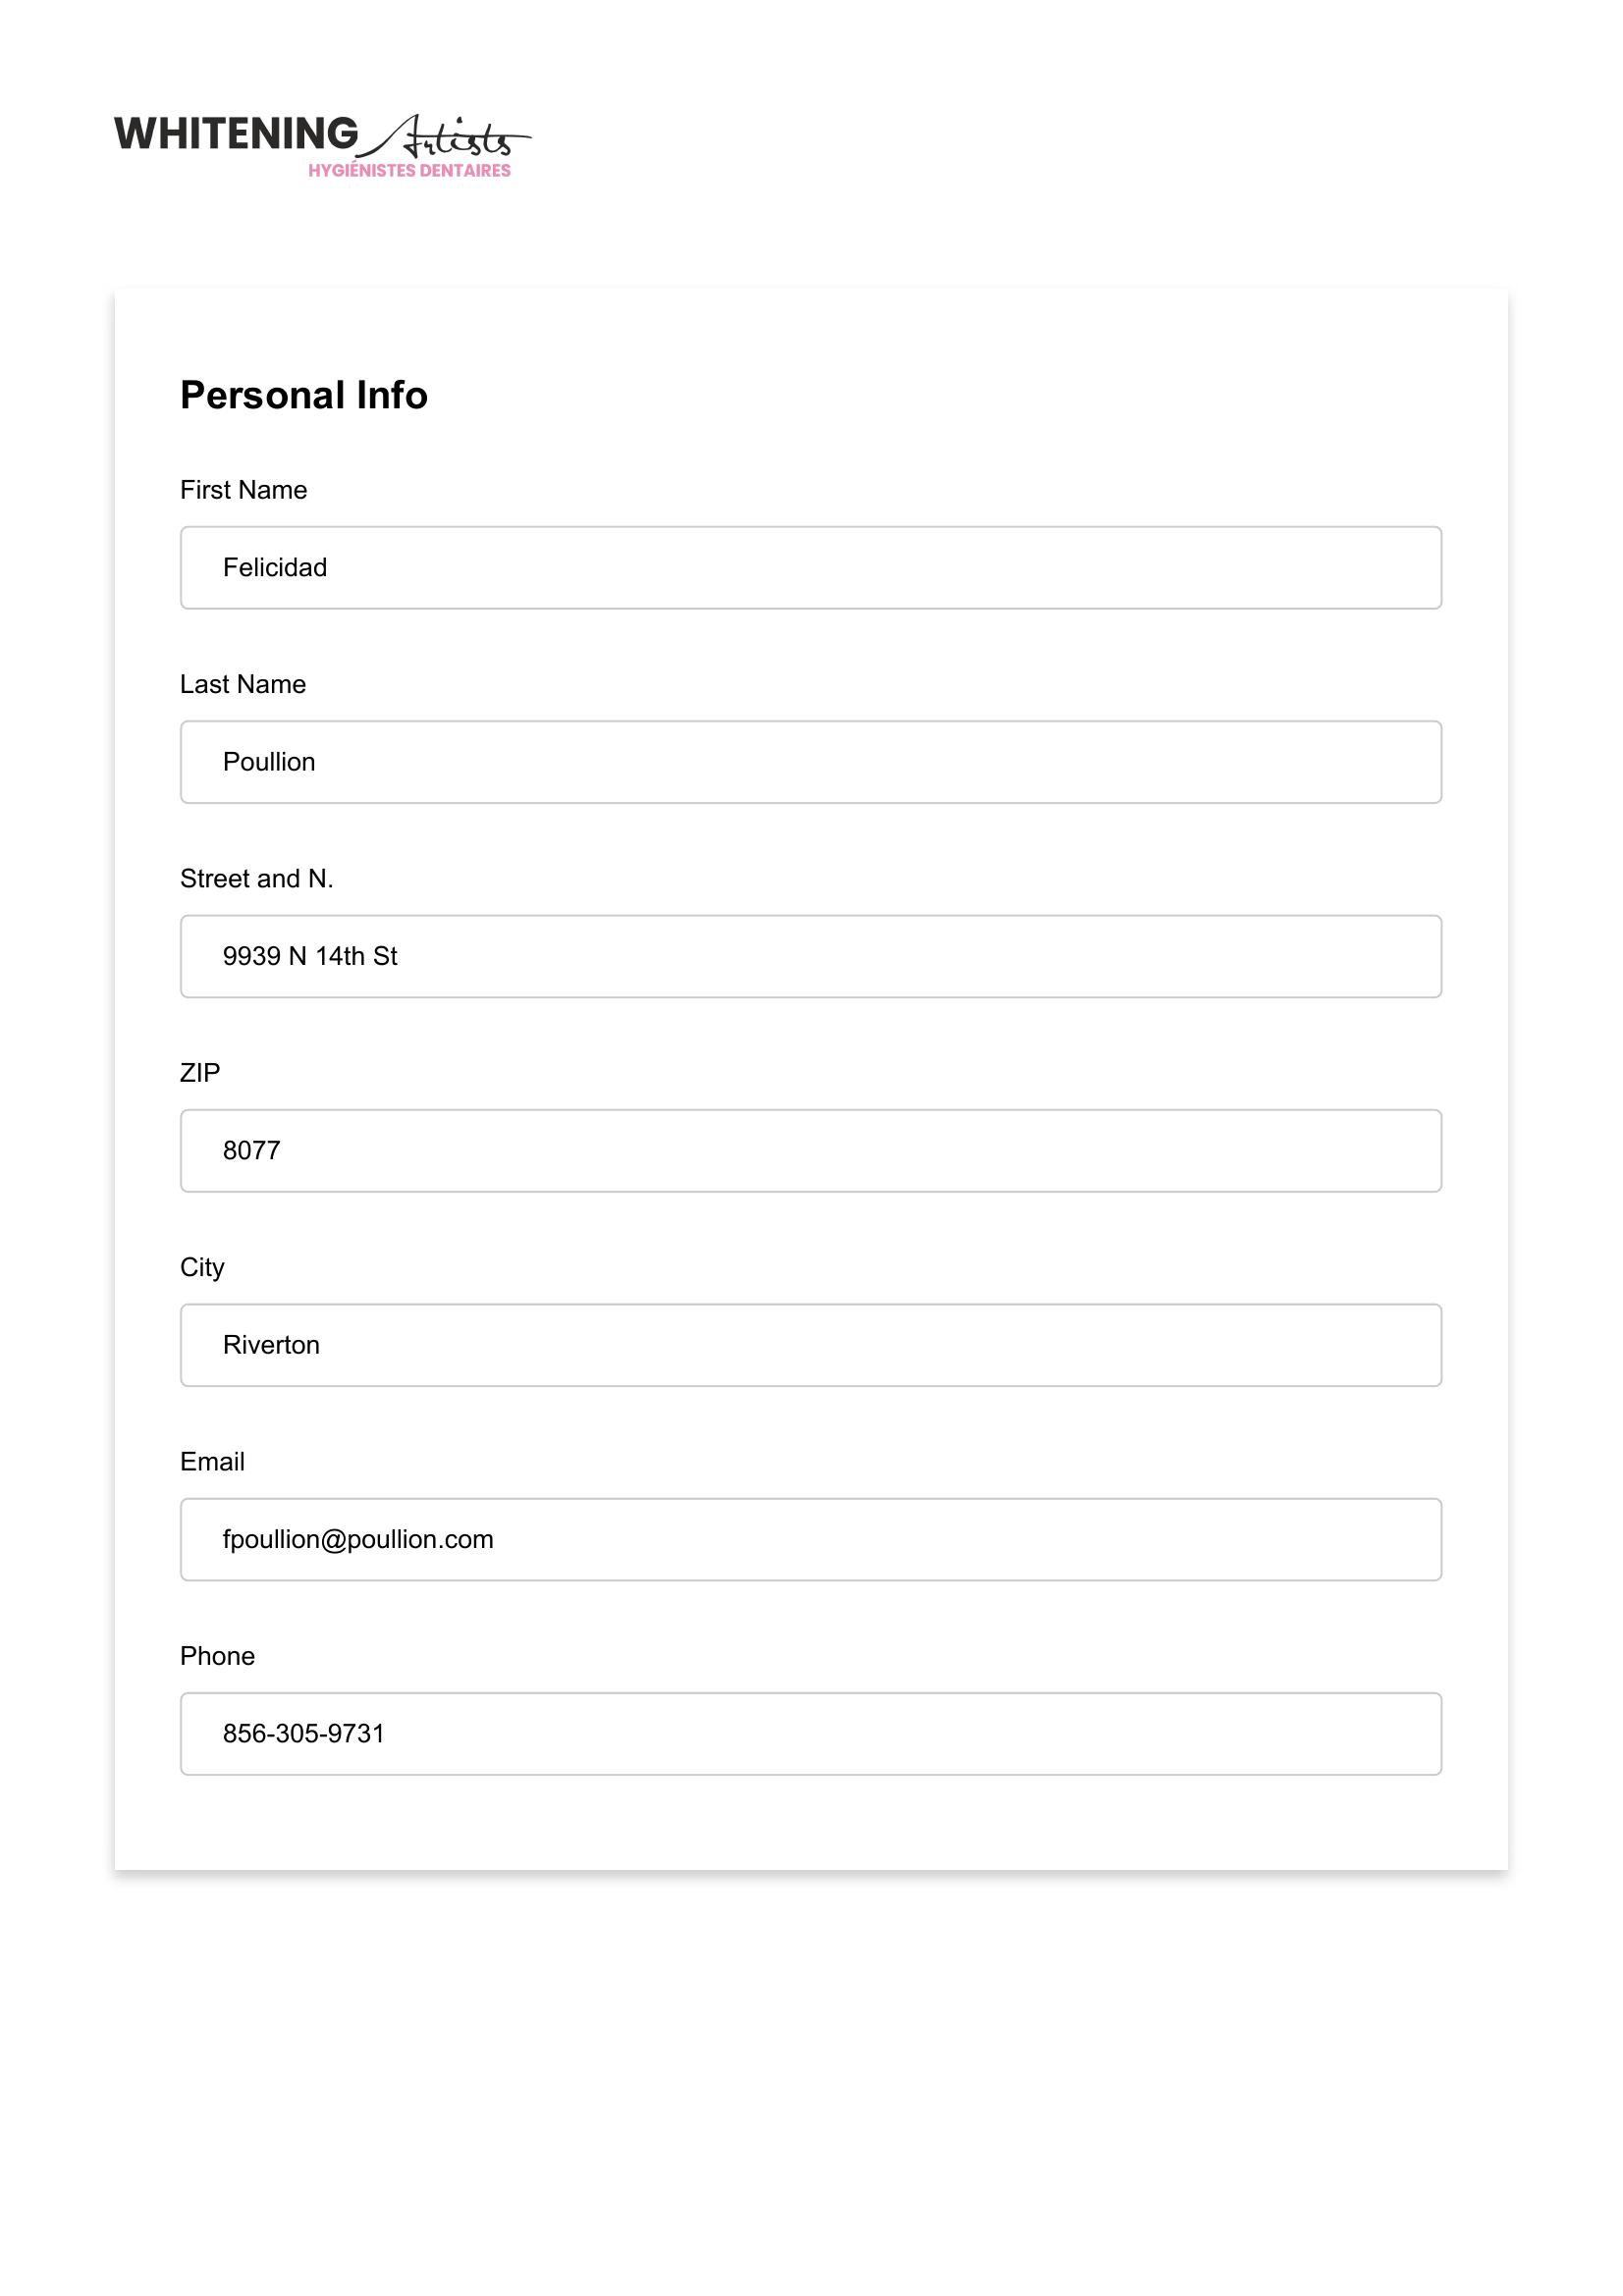 WHITENING Artists
HYGIÉNISTES DENTAIRES
Personal Info
First Name
Felicidad
Last Name
Poullion
Street and N.
9939 N 14th St
ZIP
8077
City
Riverton
Email
fpoullion@poullion.com
Phone
856-305-9731